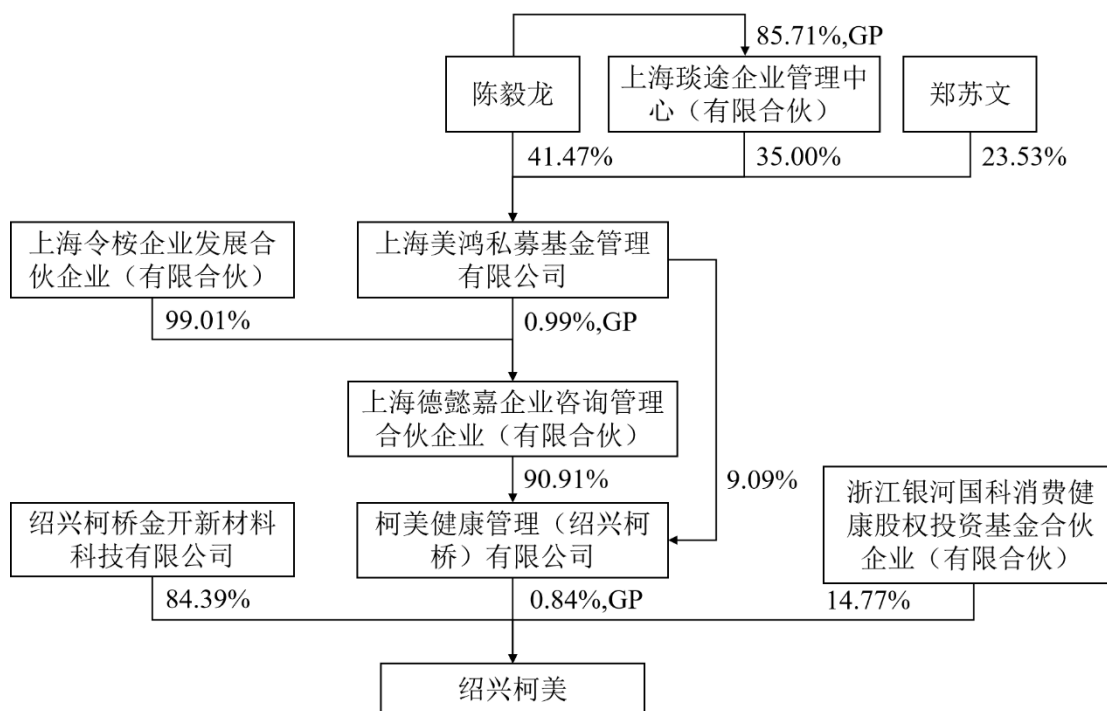 85.71%,GP
陈毅龙
上海琰途企业管理中
心（有限合伙）
郑苏文
41.47%
35.00%
23.53%
上海令桉企业发展合
伙企业（有限合伙）
上海美鸿私募基金管理
有限公司
99.01%
0.99%,GP
上海德懿嘉企业咨询管理
合伙企业（有限合伙）
90.91%
9.09%
绍兴柯桥金开新材料
科技有限公司
柯美健康管理（绍兴柯
桥）有限公司
浙江银河国科消费健
康股权投资基金合伙
企业（有限合伙）
84.39%
0.84%,GP
14.77%
绍兴柯美